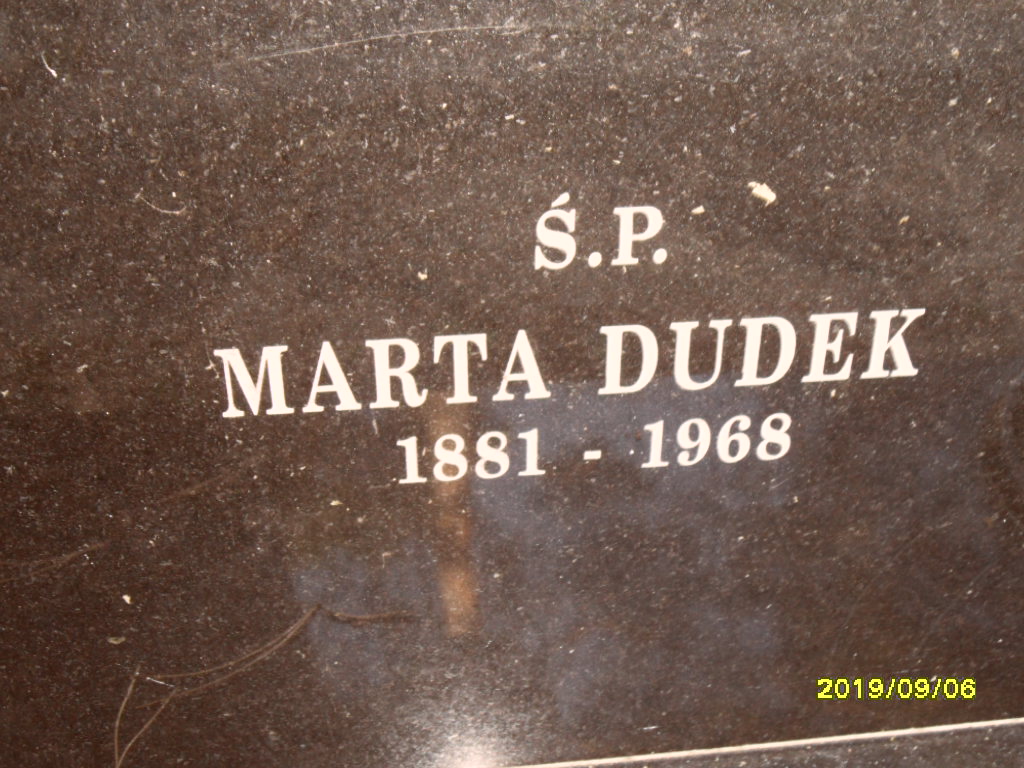 Ś.P.
MARTA DUDEK
1881 - 1968
2019/09/06